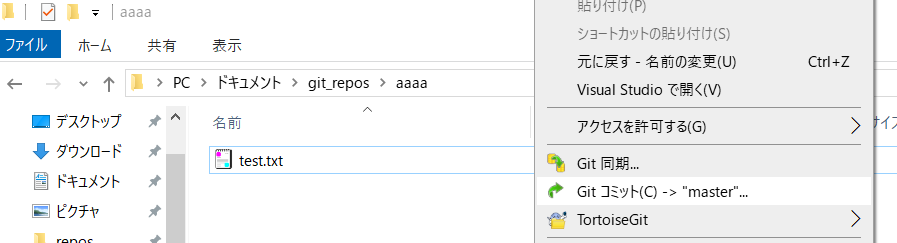 aaaa
ファイル ホーム 共有 表示
PC ドキュメント git_repos aaaa
デスクトップ
ダウンロード
ドキュメント
ピクチャ
repos
名前
test.txt
貼り付け(P)
ショートカットの貼り付け(S)
元に戻す - 名前の変更(U) Ctrl+Z
Visual Studio で開く(V)
アクセスを許可する(G)
Git 同期...
Git コミット(C) -> "master"...
TortoiseGit
サイズ